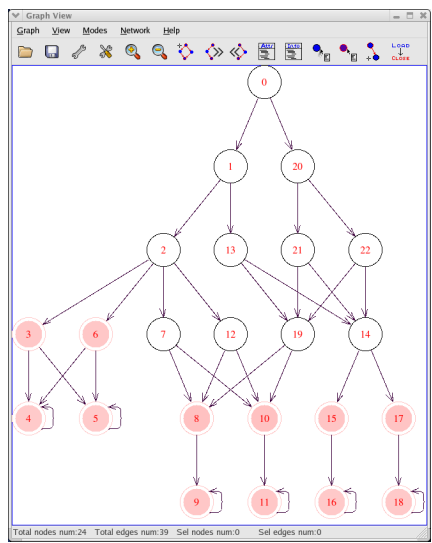 Graph View
Graph View Modes Network Help
Attr Info LOAD
CLOSE
0
1 20
2 13 21 22
3 6 7 12 19 14
4 5 8 10 15 17
9 11 16 18
Total nodes num:24 Total edges num:39 Sel nodes num:0 Sel edges num:0